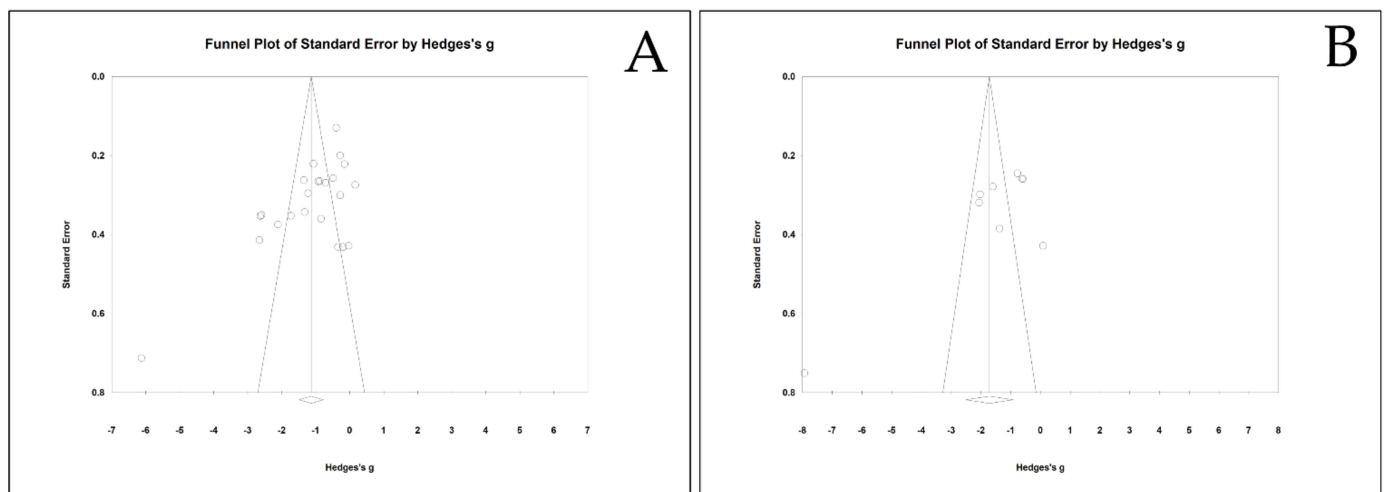 Funnel Plot of Standard Error by Hedges's g
A
0.0
0.2
0.4
0.6
0.8
Standard Error
-7 -6 -5 -4 -3 -2 -1 0 1 2 3 4 5 6 7
Hedges's g
Funnel Plot of Standard Error by Hedges's g
B
0.0
0.2
0.4
0.6
0.8
Standard Error
-8 -7 -6 -5 -4 -3 -2 -1 0 1 2 3 4 5 6 7 8
Hedges's g